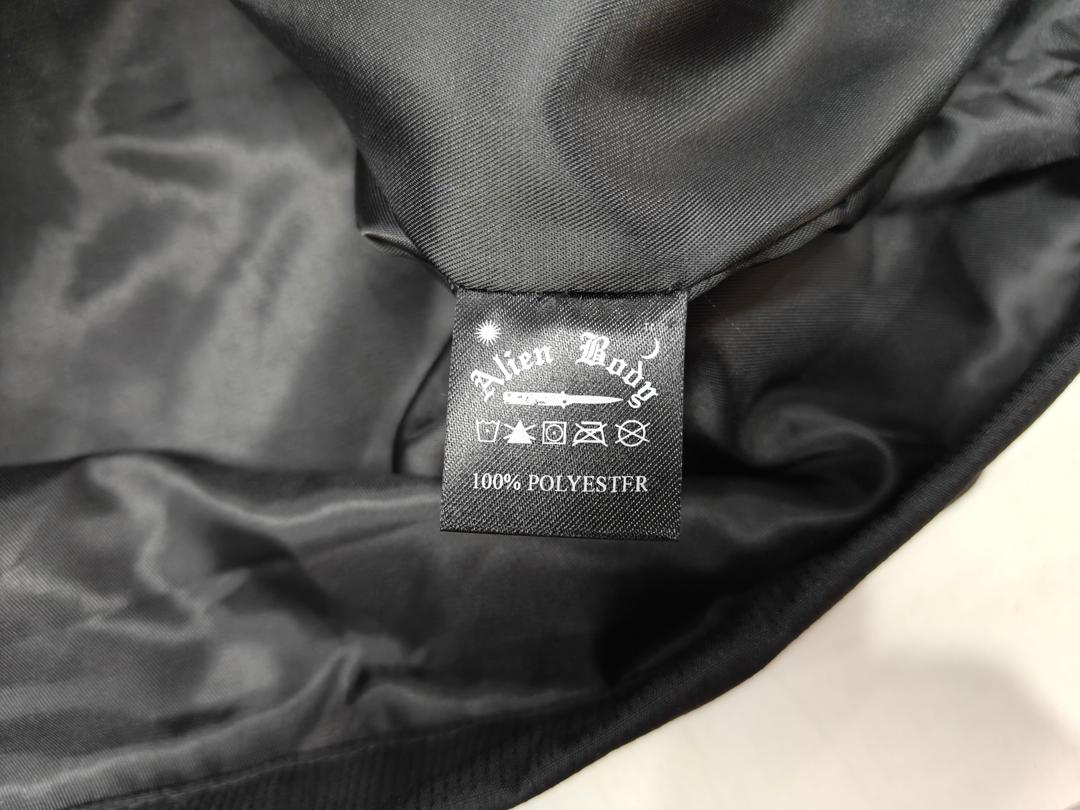 Alien Body
100% POLYESTER